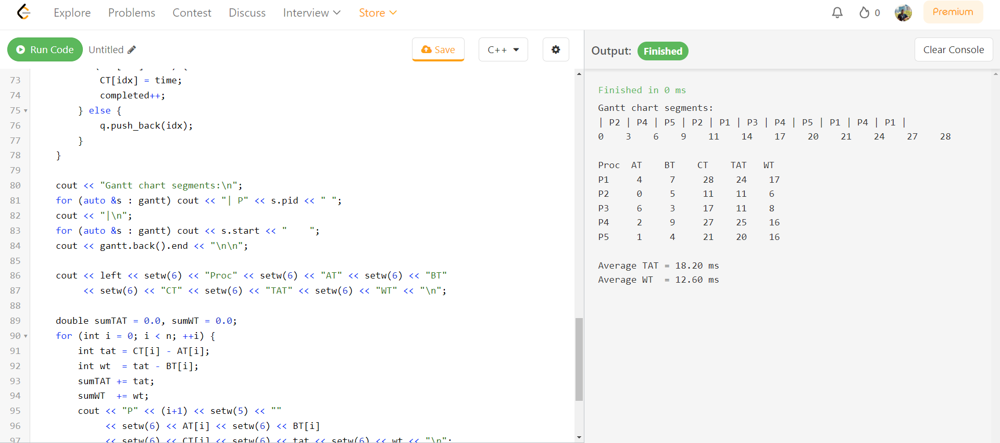 Explore Problems Contest Discuss Interview Store 0 Premium
Run Code Untitled Save C++
73 CT[idx] = time;
74 completed++;
75 } else {
76 q.push_back(idx);
77 }
78 }
79
80 cout << "Gantt chart segments:\n";
81 for (auto &s : gantt) cout << "| P" << s.pid << " ";
82 cout << "|\n";
83 for (auto &s : gantt) cout << s.start << "    ";
84 cout << gantt.back().end << "\n\n";
85
86 cout << left << setw(6) << "Proc" << setw(6) << "AT" << setw(6) << "BT"
87 << setw(6) << "CT" << setw(6) << "TAT" << setw(6) << "WT" << "\n";
88
89 double sumTAT = 0.0, sumWT = 0.0;
90 for (int i = 0; i < n; ++i) {
91 int tat = CT[i] - AT[i];
92 int wt  = tat - BT[i];
93 sumTAT += tat;
94 sumWT  += wt;
95 cout << "P" << (i+1) << setw(5) << ""
96 << setw(6) << AT[i] << setw(6) << BT[i]
97 << setw(6) << CT[i] << setw(6) << tat << setw(6) << wt << "\n";
Output: Finished Clear Console
Finished in 0 ms
Gantt chart segments:
| P2 | P4 | P5 | P2 | P1 | P3 | P4 | P5 | P1 | P4 | P1 |
0    3    6    9    11    14    17    20    21    24    27    28
Proc  AT    BT    CT    TAT   WT
P1     4     7     28    24    17
P2     0     5     11    11    6
P3     6     3     17    11    8
P4     2     9     27    25    16
P5     1     4     21    20    16
Average TAT = 18.20 ms
Average WT  = 12.60 ms